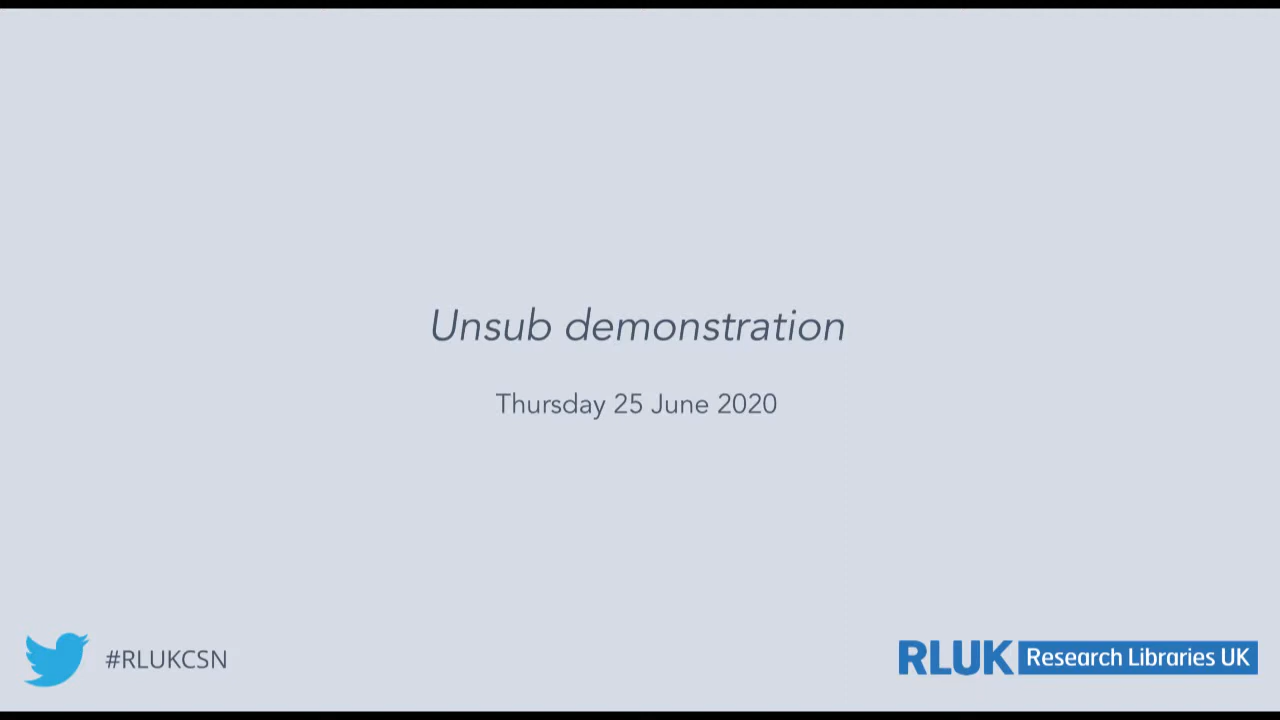 Unsub demonstration
Thursday 25 June 2020
#RLUKCSN
RLUK Research Libraries UK